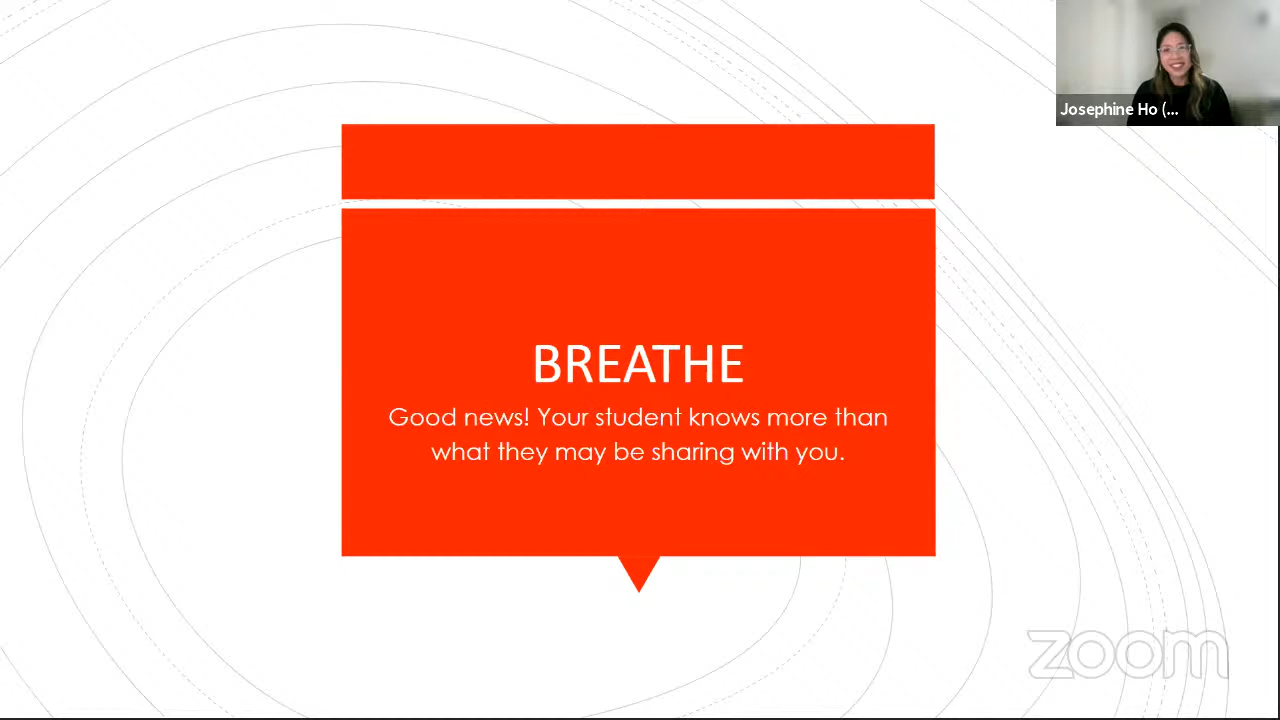 Josephine Ho (...
BREATHE
Good news! Your student knows more than
what they may be sharing with you.
zoom